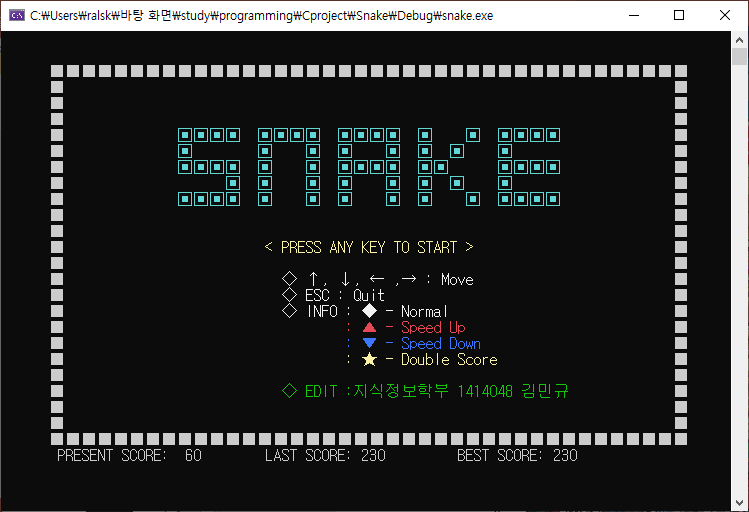 C:₩Users₩ralsk₩바탕 화면₩study₩programming₩Cproject₩Snake₩Debug₩snake.exe
SNAKE
< PRESS ANY KEY TO START >
◇ ↑, ↓, ← ,→ : Move
◇ ESC : Quit
◇ INFO : ◆ - Normal
: ▲ - Speed Up
: ▼ - Speed Down
: ★ - Double Score
◇ EDIT :지식정보학부 1414048 김민규
PRESENT SCORE: 60 LAST SCORE: 230 BEST SCORE: 230